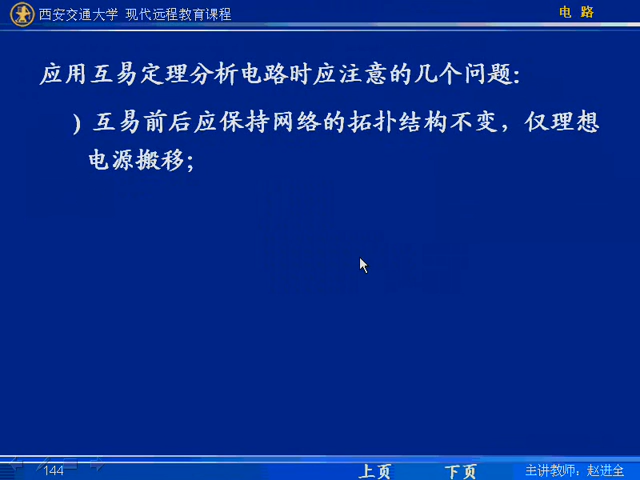 西安交通大学 现代远程教育课程
电 路
应用互易定理分析电路时应注意的几个问题:
) 互易前后应保持网络的拓扑结构不变，仅理想
电源搬移;
144
上页
下页
主讲教师：赵进全